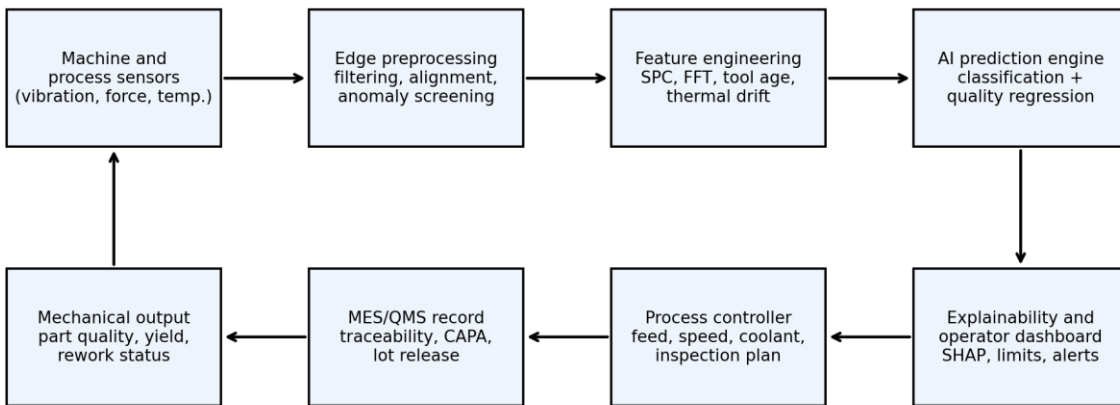 Machine and
process sensors
(vibration, force, temp.)
Edge preprocessing
filtering, alignment,
anomaly screening
Feature engineering
SPC, FFT, tool age,
thermal drift
AI prediction engine
classification +
quality regression
Mechanical output
part quality, yield,
rework status
MES/QMS record
traceability, CAPA,
lot release
Process controller
feed, speed, coolant,
inspection plan
Explainability and
operator dashboard
SHAP, limits, alerts